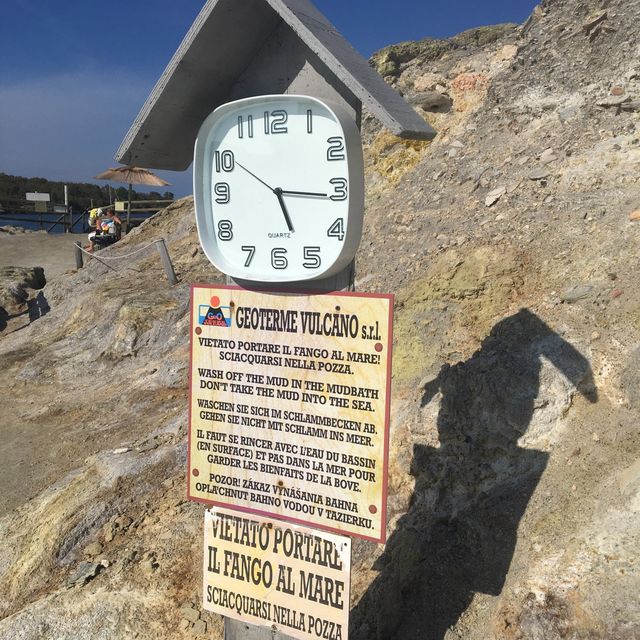 11 12 1
10 2
9 3
8 4
7 6 5
QUARTZ
GEOTERME VULCANO s.r.l.
VIETATO PORTARE IL FANGO AL MARE!
SCIACQUARSI NELLA POZZA.
WASH OFF THE MUD IN THE MUDBATH
DON'T TAKE THE MUD INTO THE SEA.
WASCHEN SIE SICH IM SCHLAMMBECKEN AB.
GEHEN SIE NICHT MIT SCHLAMM INS MEER.
IL FAUT SE RINCER AVEC L'EAU DU BASSIN
(EN SURFACE) ET PAS DANS LA MER POUR
GARDER LES BIENFAITS DE LA BOVE.
POZOR! ZÁKAZ VYNÁŠANIA BAHNA
OPLA'CHNUT BAHNO VODOU V TAZIERKU.
VIETATO PORTARE
IL FANGO AL MARE
SCIACQUARSI NELLA POZZA